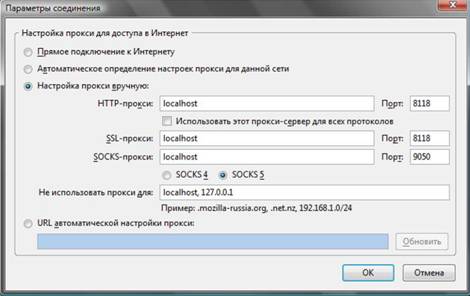 Параметры соединения
Настройка прокси для доступа в Интернет
Прямое подключение к Интернету
Автоматическое определение настроек прокси для данной сети
Настройка прокси вручную:
HTTP-прокси: localhost Порт: 8118
Использовать этот прокси-сервер для всех протоколов
SSL-прокси: localhost Порт: 8118
SOCKS-прокси: localhost Порт: 9050
SOCKS 4 SOCKS 5
Не использовать прокси для: localhost, 127.0.0.1
Пример: .mozilla-russia.org, .net.nz, 192.168.1.0/24
URL автоматической настройки прокси:
Обновить
OK Отмена